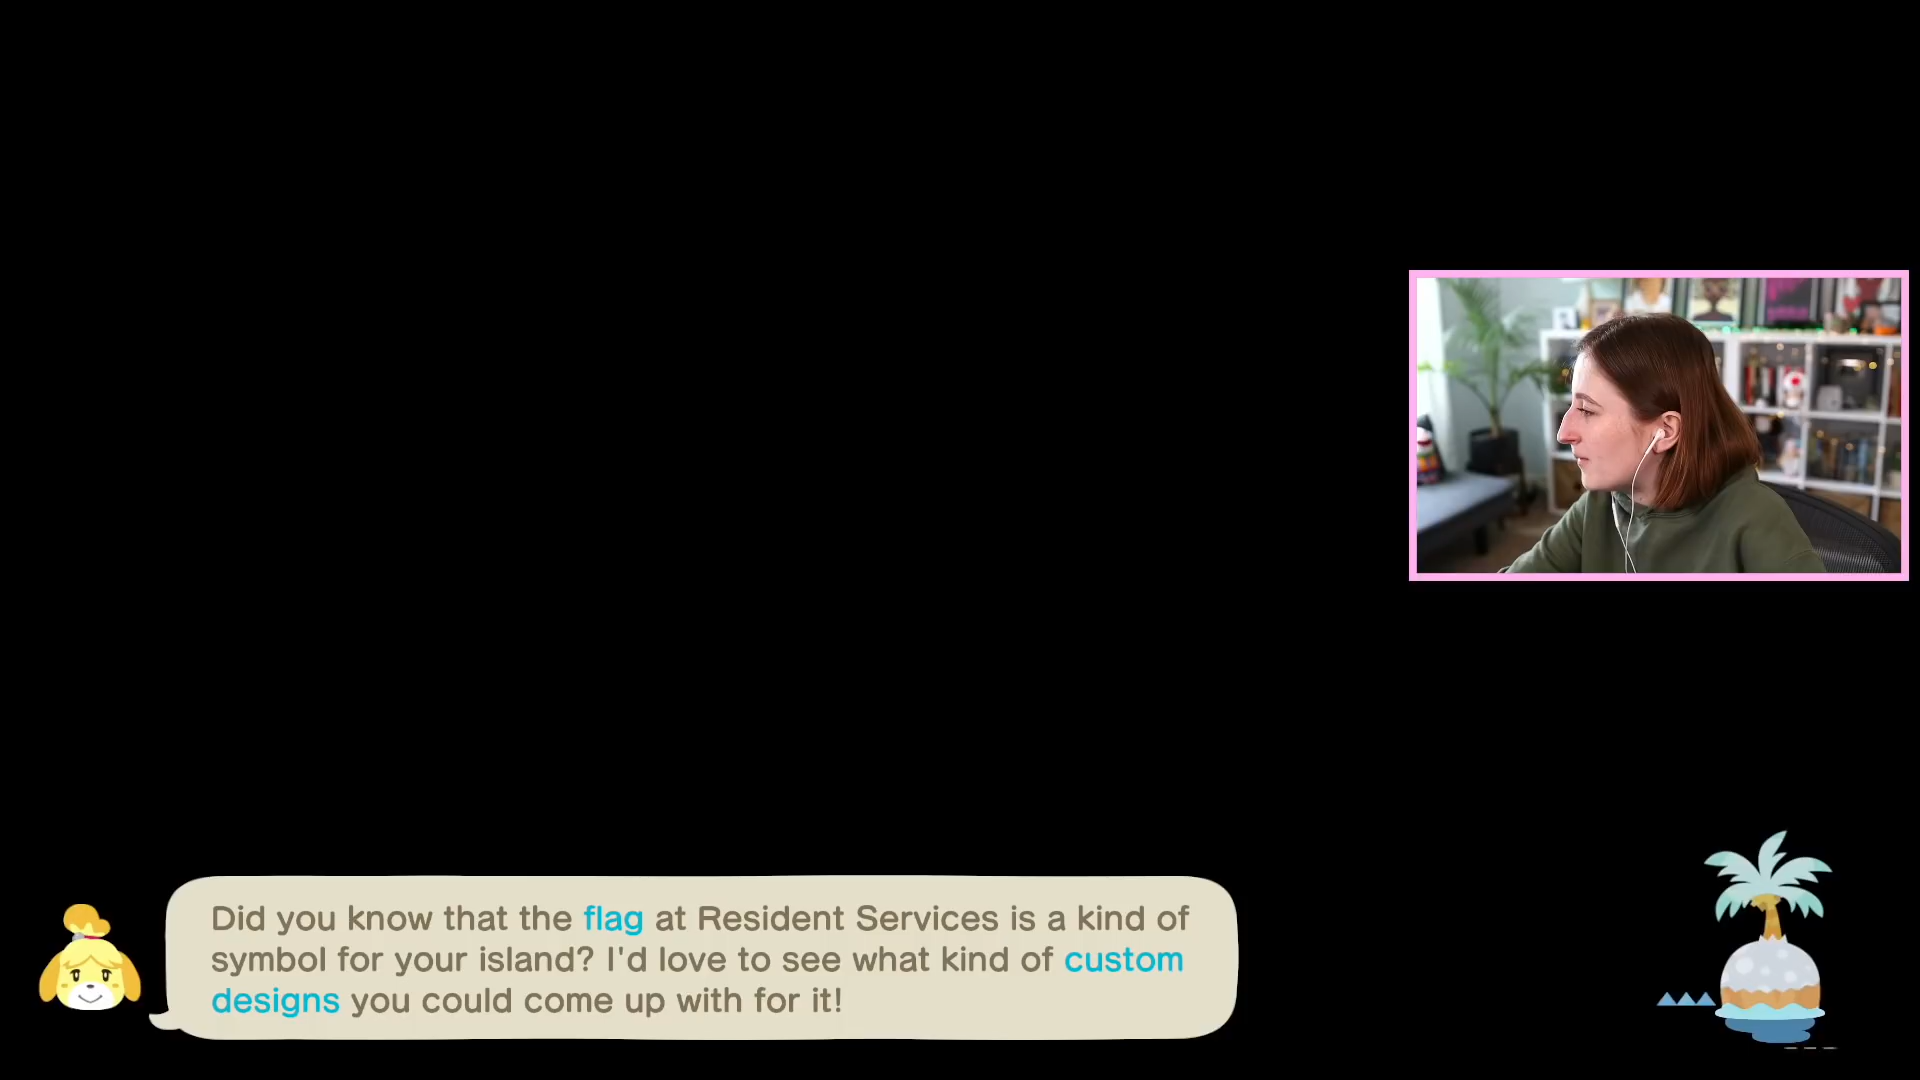 Did you know that the flag at Resident Services is a kind of
symbol for your island? I'd love to see what kind of custom
designs you could come up with for it!